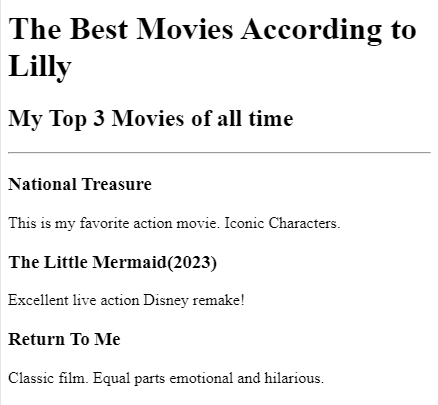 The Best Movies According to
Lilly
My Top 3 Movies of all time
National Treasure
This is my favorite action movie. Iconic Characters.
The Little Mermaid(2023)
Excellent live action Disney remake!
Return To Me
Classic film. Equal parts emotional and hilarious.